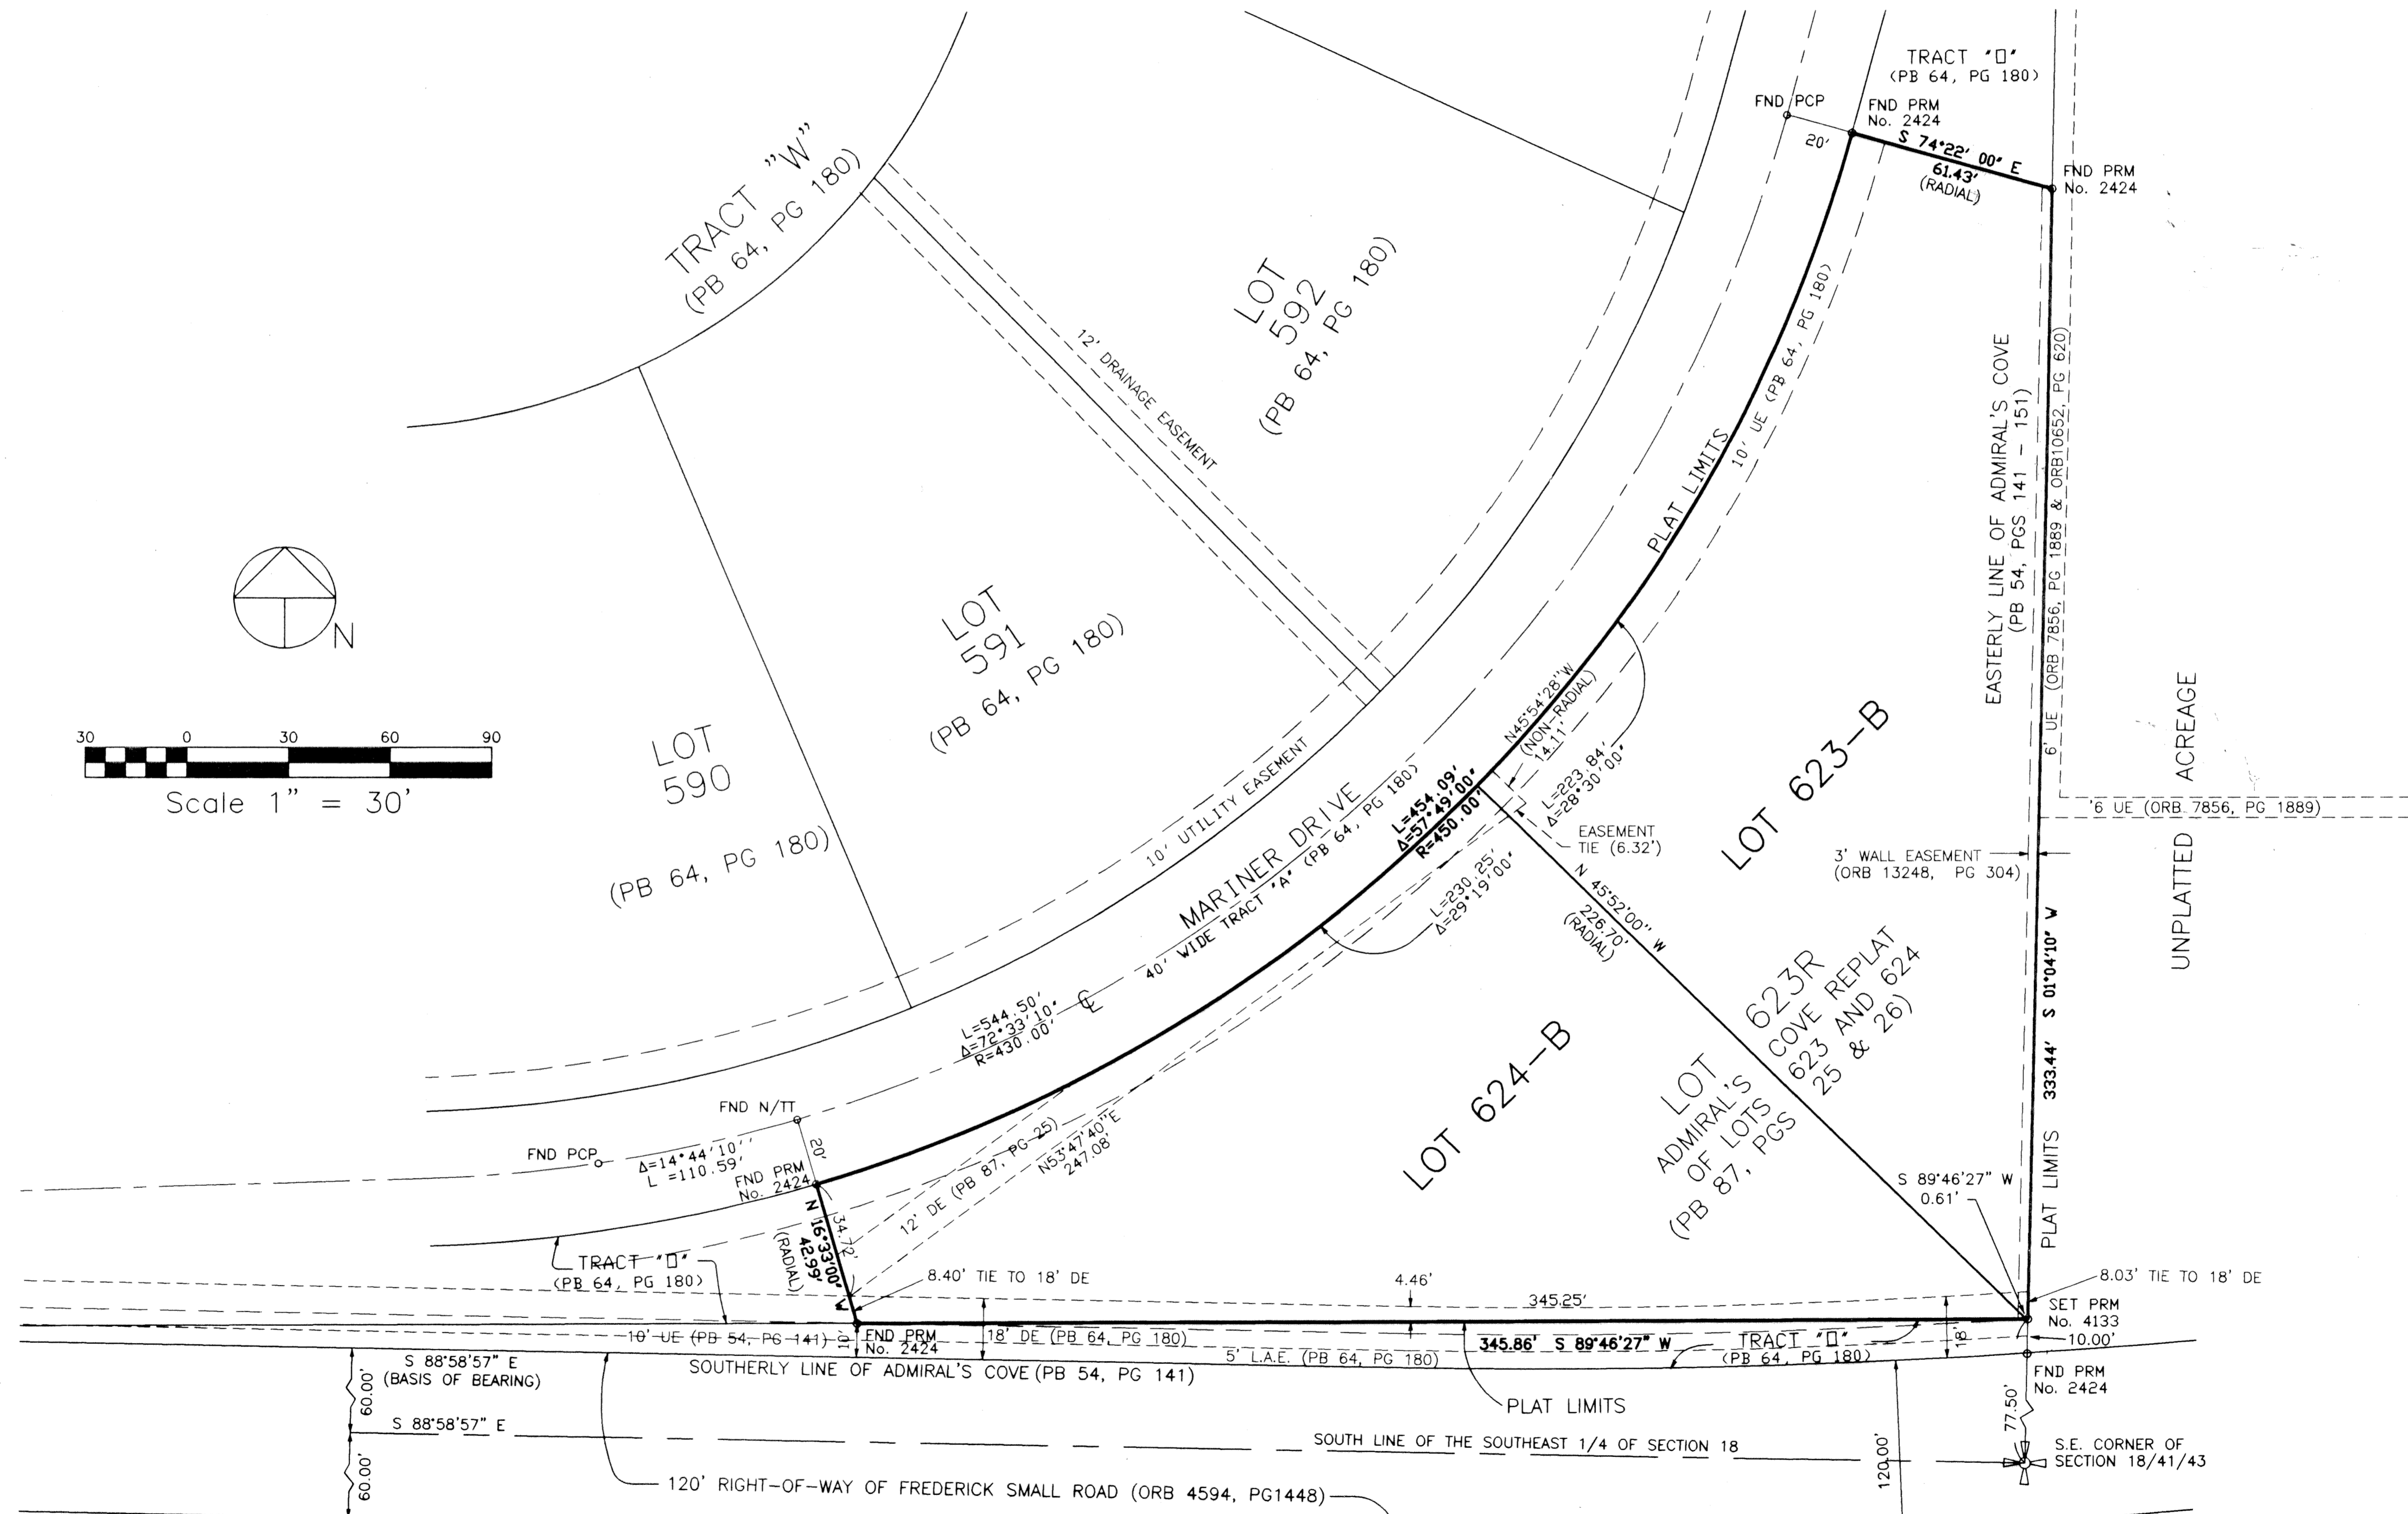 TRACT "O"
(PB 64, PG 180)
FND PCP
FND PRM
No. 2424
20'
S 74°22' 00" E
61.43'
(RADIAL)
FND PRM
No. 2424
TRACT "W"
(PB 64, PG 180)
LOT
592
(PB 64, PG 180)
12' DRAINAGE EASEMENT
PLAT LIMITS
10' UE (PB 64, PG 180)
EASTERLY LINE OF ADMIRAL'S COVE
(PB 54, PGS 141 - 151)
6' UE (ORB 7856, PG 1889 & ORB10652, PG 620)
N
30 0 30 60 90
Scale 1" = 30'
LOT
591
(PB 64, PG 180)
LOT
590
(PB 64, PG 180)
10' UTILITY EASEMENT
MARINER DRIVE
40' WIDE TRACT "A" (PB 64, PG 180)
L=454.09'
Δ=57°49'00"
R=450.00'
N45°54'28"W
(NON-RADIAL)
14.11'
L=223.84'
Δ=28°30'00"
EASEMENT
TIE (6.32')
L=230.25'
Δ=29°19'00"
LOT 623-B
'6 UE (ORB 7856, PG 1889)
UNPLATTED ACREAGE
3' WALL EASEMENT
(ORB 13248, PG 304)
N 45°52'00" W
226.70'
(RADIAL)
LOT 623R
ADMIRAL'S COVE REPLAT
OF LOTS 623 AND 624
(PB 87, PGS 25 & 26)
PLAT LIMITS 333.44' S 01°04'10" W
LOT 624-B
L=544.50'
Δ=72°33'10"
R=430.00'
℄
FND N/TT
20'
FND PCP
Δ=14°44'10''
L =110.59'
FND PRM
No. 2424
N 16°33'00" W
42.99'
(RADIAL)
34.72'
12' DE (PB 87, PG 25)
N53°47'40"E
247.08'
S 89°46'27" W
0.61'
TRACT "O"
(PB 64, PG 180)
8.40' TIE TO 18' DE
4.46'
345.25'
8.03' TIE TO 18' DE
SET PRM
No. 4133
10' UE (PB 54, PG 141)
10'
FND PRM
No. 2424
18' DE (PB 64, PG 180)
5' L.A.E. (PB 64, PG 180)
345.86' S 89°46'27" W
TRACT "O"
(PB 64, PG 180)
18'
10.00'
S 88°58'57" E
(BASIS OF BEARING)
SOUTHERLY LINE OF ADMIRAL'S COVE (PB 54, PG 141)
FND PRM
No. 2424
60.00'
PLAT LIMITS
77.50'
S 88°58'57" E
SOUTH LINE OF THE SOUTHEAST 1/4 OF SECTION 18
S.E. CORNER OF
SECTION 18/41/43
60.00'
120' RIGHT-OF-WAY OF FREDERICK SMALL ROAD (ORB 4594, PG1448)
120.00'